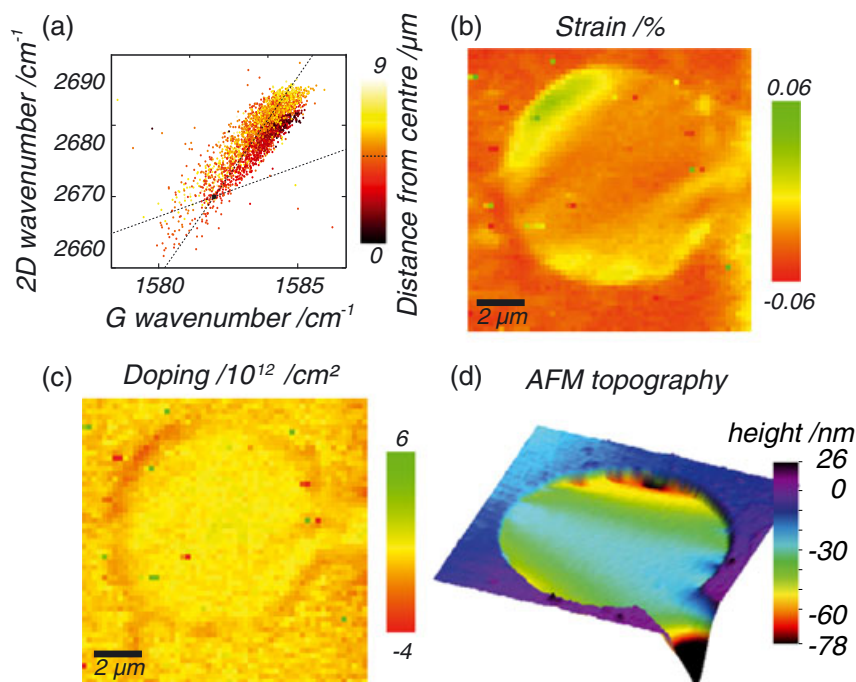 (a)
2D wavenumber /cm⁻¹
2690
2680
2670
2660
1580
1585
G wavenumber /cm⁻¹
9
0
Distance from centre /µm
(b)
Strain /%
0.06
-0.06
2 µm
(c)
Doping /10¹² /cm²
6
-4
2 µm
(d)
AFM topography
height /nm
26
0
-30
-60
-78